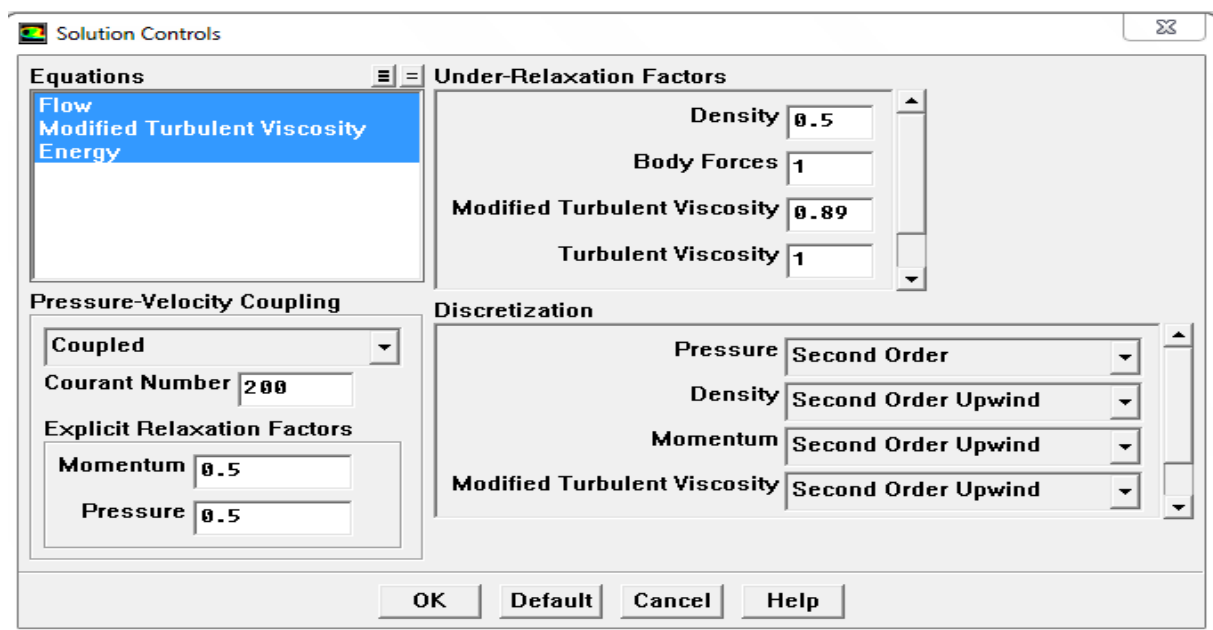 Solution Controls
Equations
Flow
Modified Turbulent Viscosity
Energy
Pressure-Velocity Coupling
Coupled
Courant Number 200
Explicit Relaxation Factors
Momentum 0.5
Pressure 0.5
Under-Relaxation Factors
Density 0.5
Body Forces 1
Modified Turbulent Viscosity 0.89
Turbulent Viscosity 1
Discretization
Pressure Second Order
Density Second Order Upwind
Momentum Second Order Upwind
Modified Turbulent Viscosity Second Order Upwind
OK Default Cancel Help